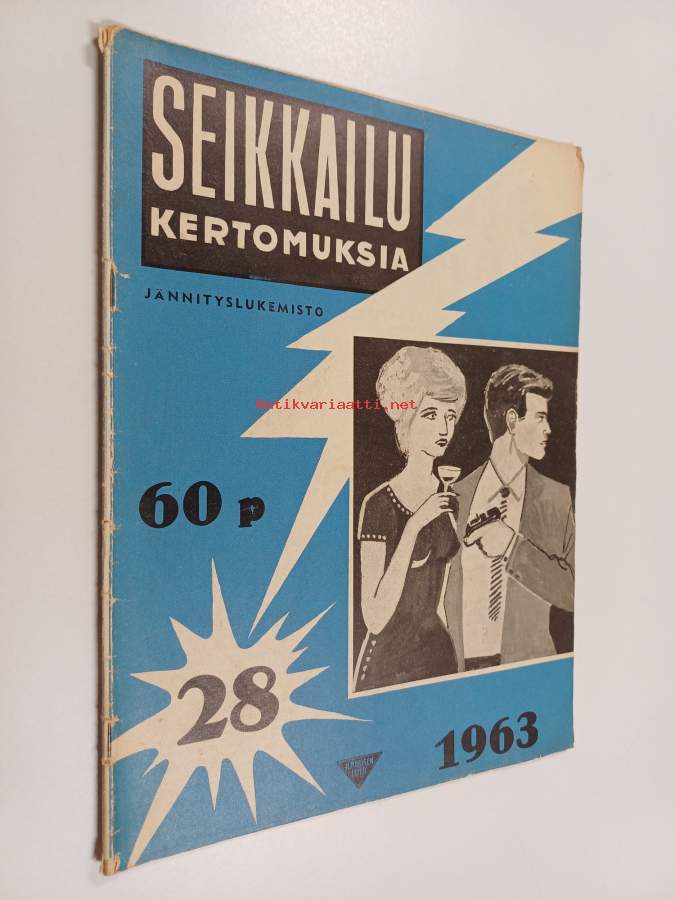 SEIKKAILU
KERTOMUKSIA
JÄNNITYSLUKEMISTO
antikvariaatti.net
60 p
28
1963